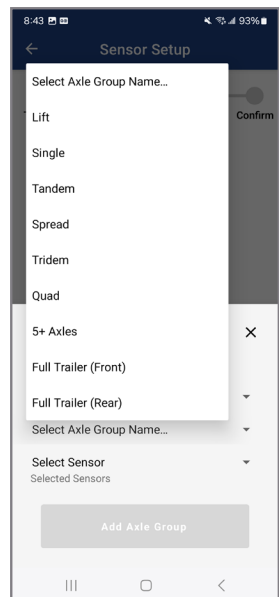 8:43 93%
Sensor Setup
Select Axle Group Name...
Lift
Confirm
Single
Tandem
Spread
Tridem
Quad
5+ Axles
Full Trailer (Front)
Full Trailer (Rear)
Select Axle Group Name...
Select Sensor
Selected Sensors
Add Axle Group